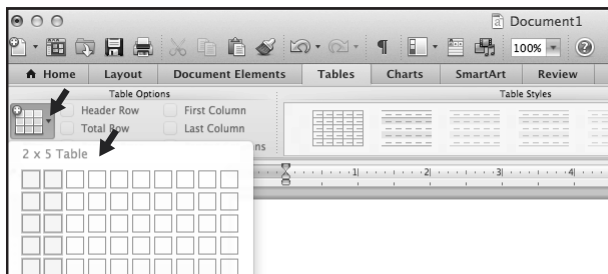 Document1
100%
Home Layout Document Elements Tables Charts SmartArt Review
Table Options Table Styles
Header Row First Column
Total Row Last Column
ns
2 x 5 Table
1 2 3 4